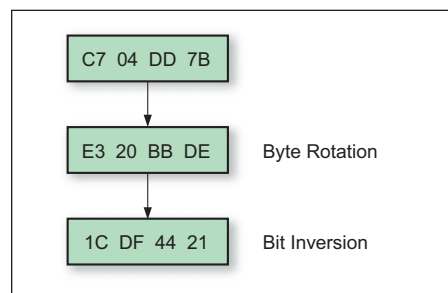 C7 04 DD 7B
E3 20 BB DE Byte Rotation
1C DF 44 21 Bit Inversion